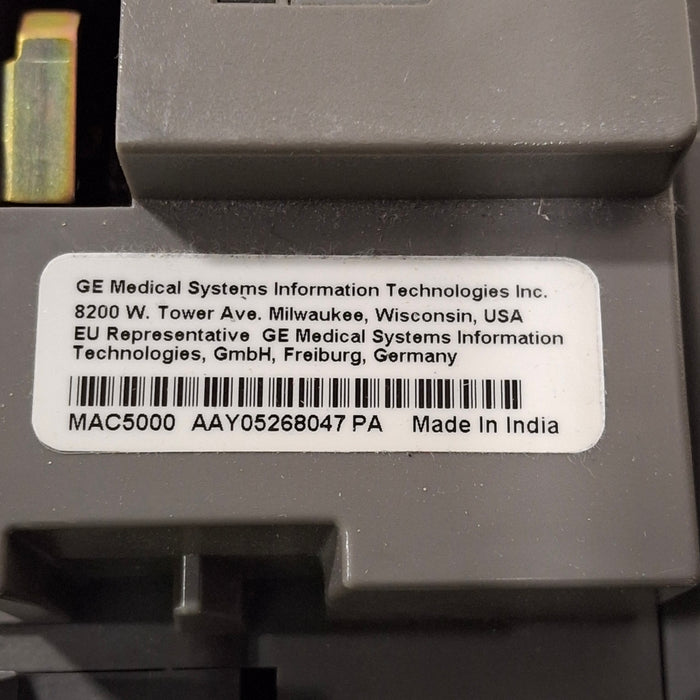 GE Medical Systems Information Technologies Inc.
8200 W. Tower Ave. Milwaukee, Wisconsin, USA
EU Representative GE Medical Systems Information
Technologies, GmbH, Freiburg, Germany
MAC5000 AAY05268047 PA Made In India